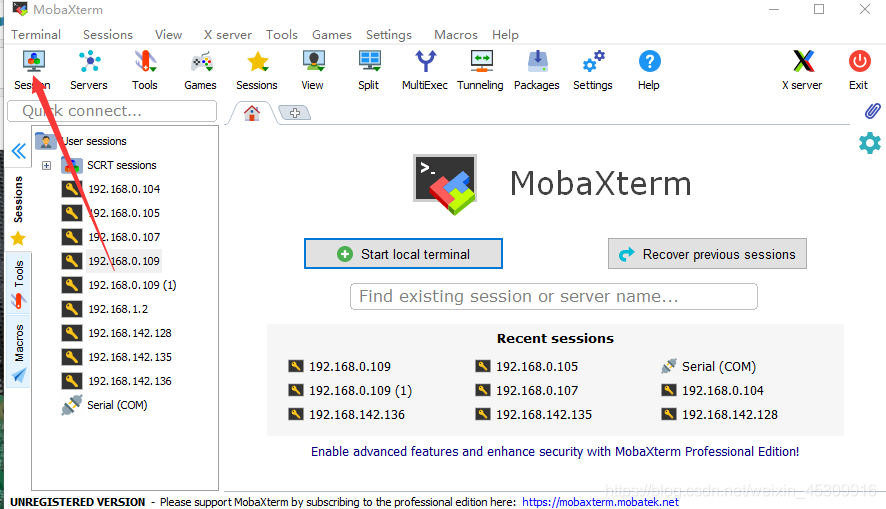 MobaXterm
Terminal Sessions View X server Tools Games Settings Macros Help
Session Servers Tools Games Sessions View Split MultiExec Tunneling Packages Settings Help X server Exit
Quick connect...
User sessions
SCRT sessions
192.168.0.104
192.168.0.105
192.168.0.107
192.168.0.109
192.168.0.109 (1)
192.168.1.2
192.168.142.128
192.168.142.135
192.168.142.136
Serial (COM)
Sessions
Tools
Macros
MobaXterm
Start local terminal
Recover previous sessions
Find existing session or server name...
Recent sessions
192.168.0.109 192.168.0.105 Serial (COM)
192.168.0.109 (1) 192.168.0.107 192.168.0.104
192.168.142.136 192.168.142.135 192.168.142.128
Enable advanced features and enhance security with MobaXterm Professional Edition!
https://blog.csdn.net/weixin_45309916
UNREGISTERED VERSION - Please support MobaXterm by subscribing to the professional edition here: https://mobaxterm.mobatek.net